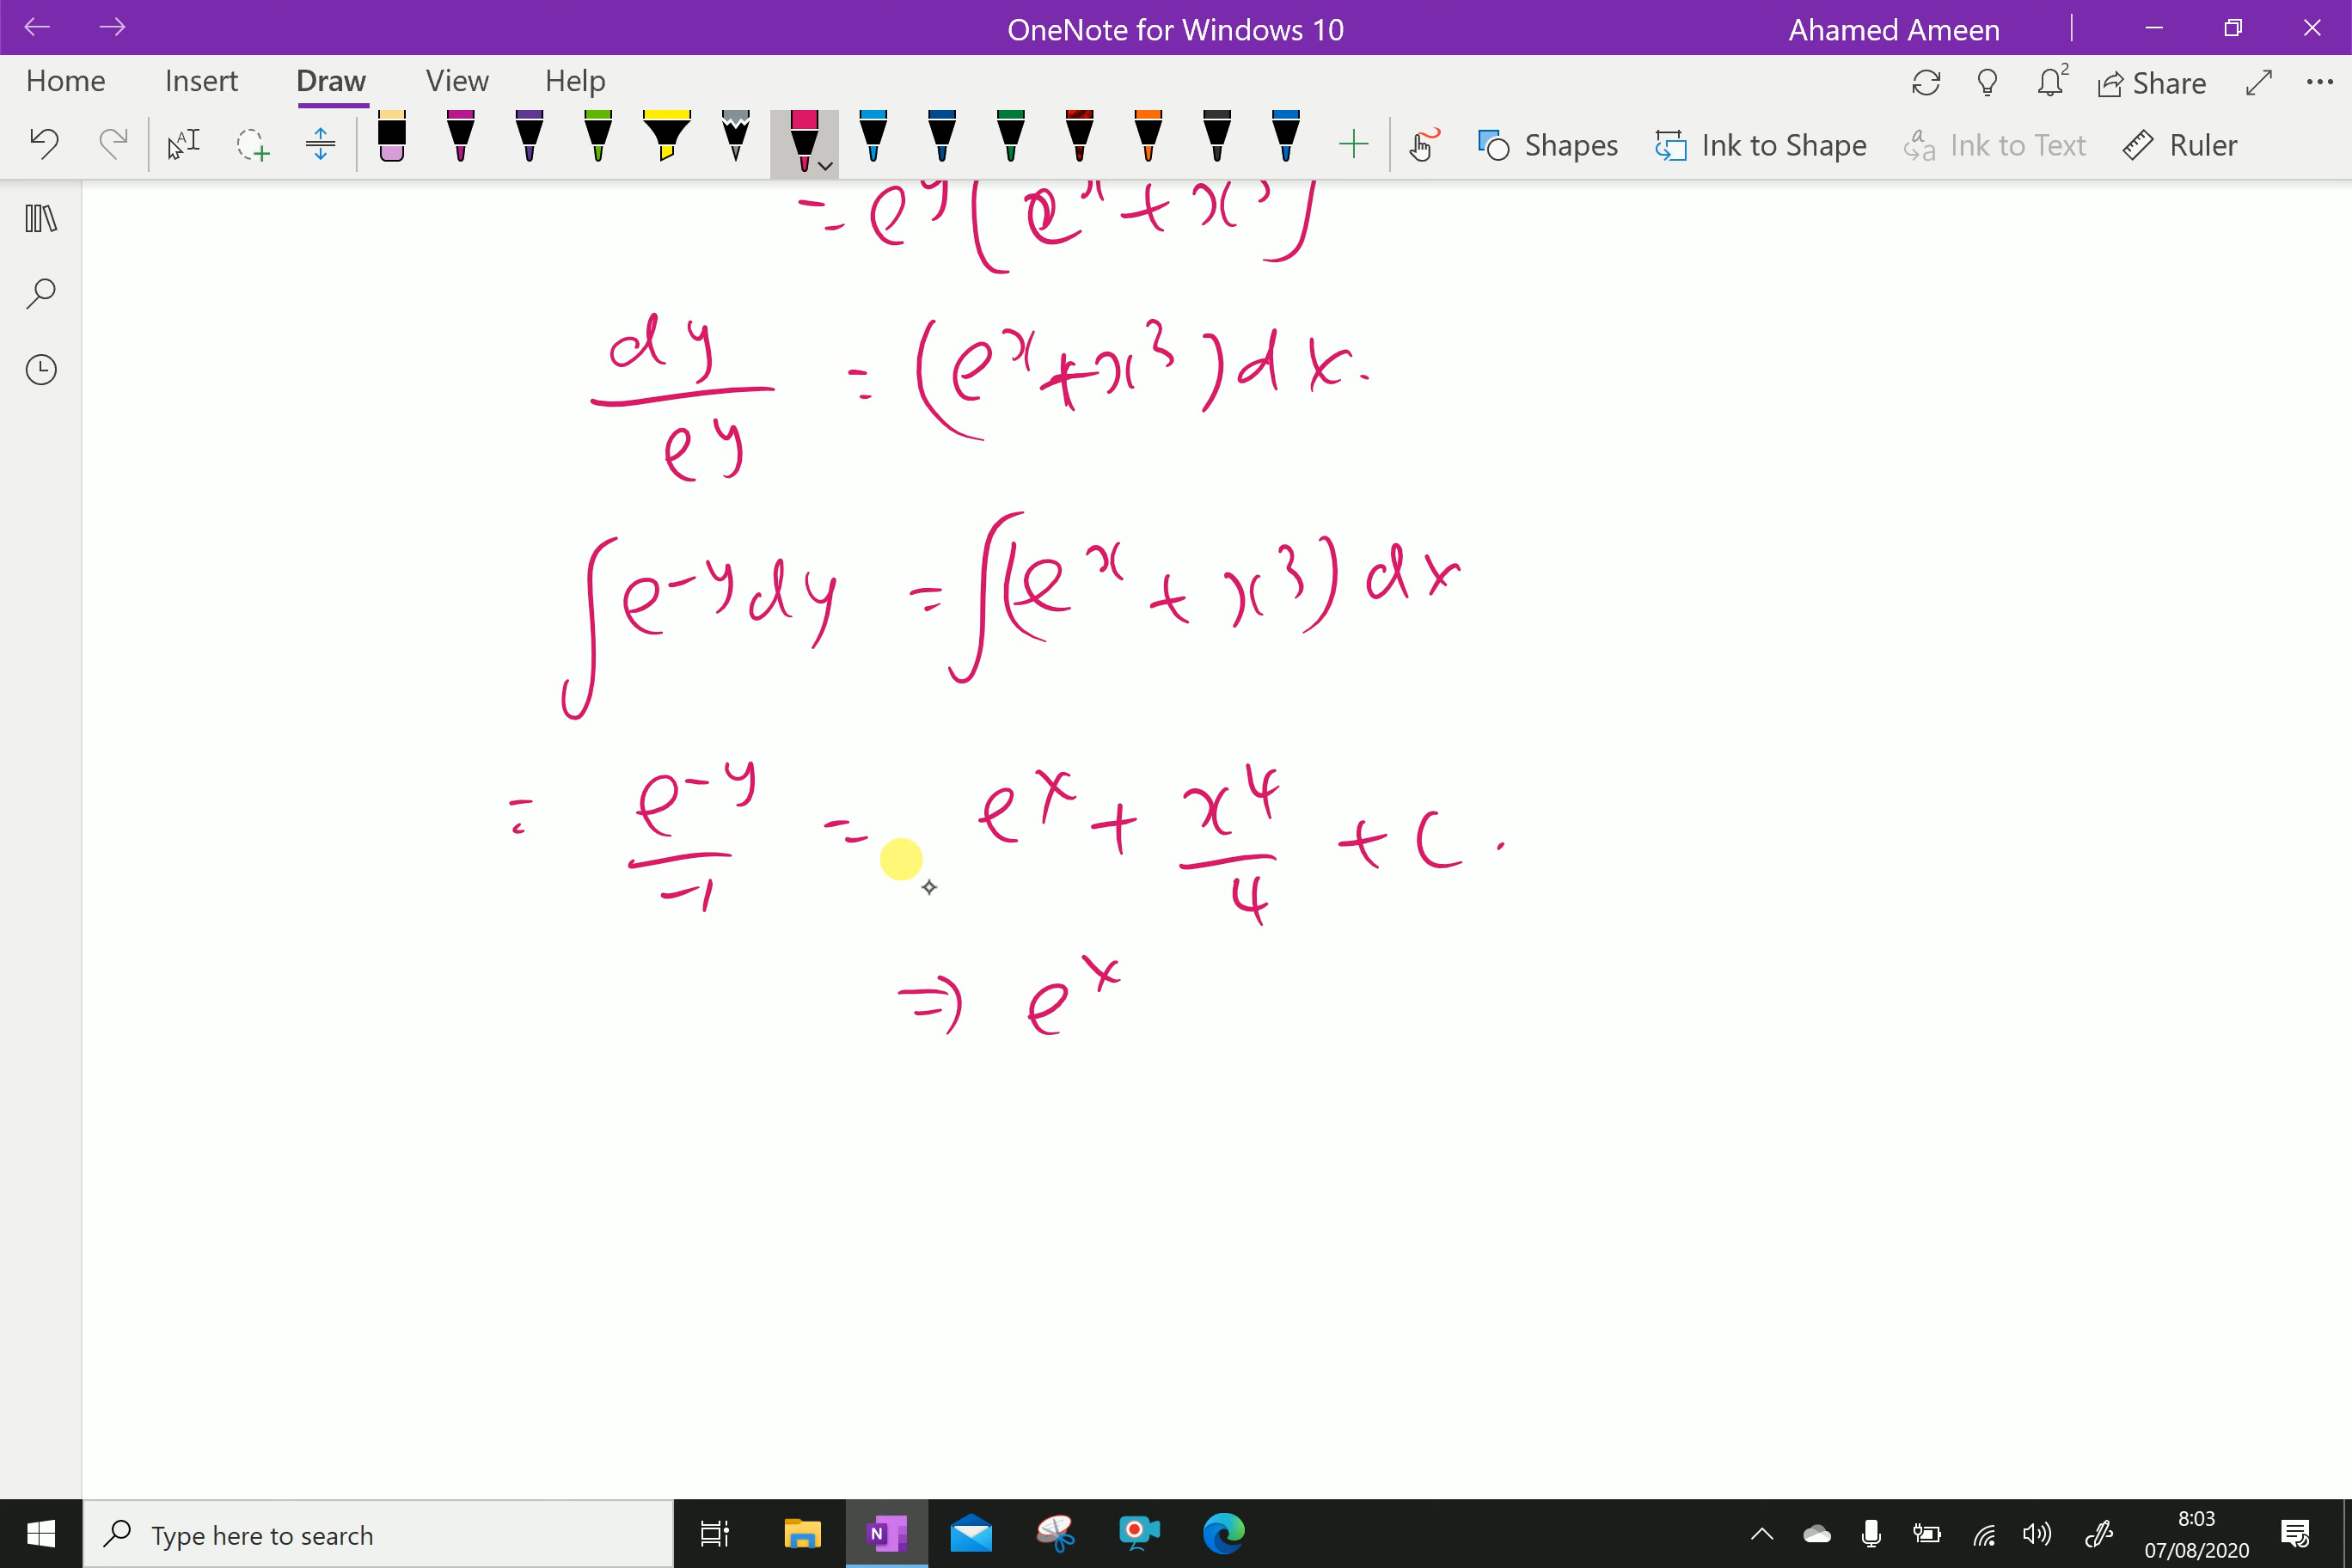 OneNote for Windows 10
Ahamed Ameen
Home Insert Draw View Help
2
Share
Shapes Ink to Shape Ink to Text Ruler
= e^y (e^x + x^3)
dy/e^y = (e^x + x^3) dx.
∫ e^-y dy = ∫ (e^x + x^3) dx
= e^-y/-1 = e^x + x^4/4 + C.
⇒ e^x
Type here to search
8:03
07/08/2020